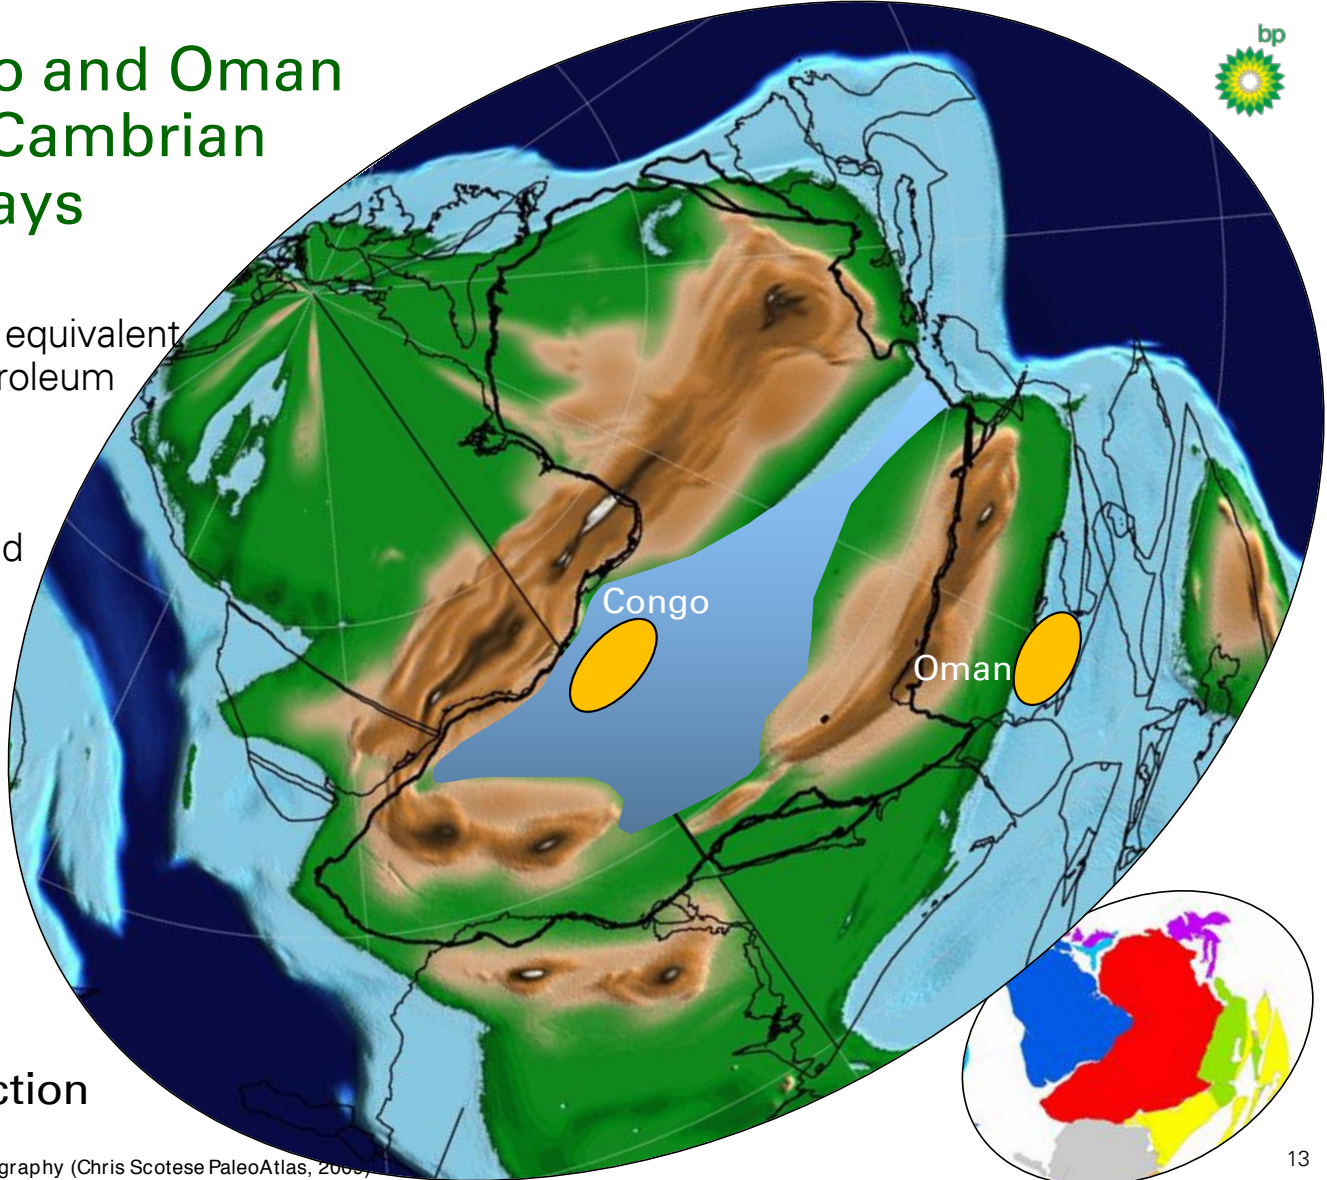 o and Oman
Cambrian
ays
bp
equivalent
roleum
d
Congo
Oman
ction
graphy (Chris Scotese PaleoAtlas,
13